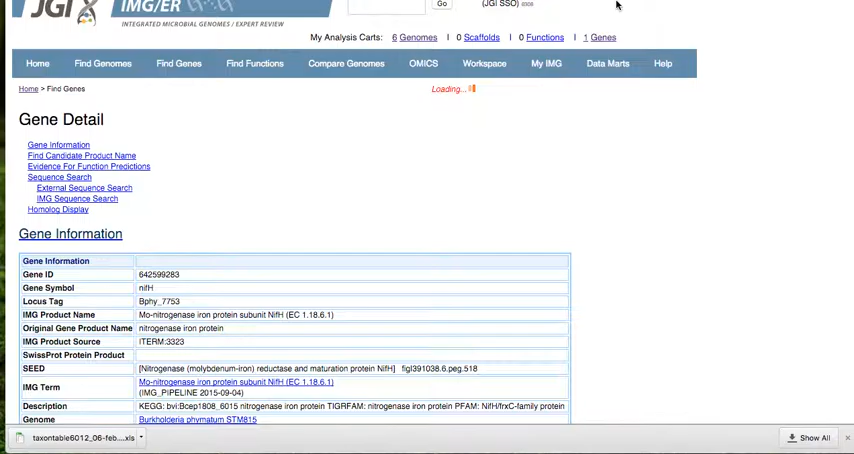 JGI IMG/ER Go (JGI SSO)
INTEGRATED MICROBIAL GENOMES / EXPERT REVIEW
My Analysis Carts: 6 Genomes | 0 Scaffolds | 0 Functions | 1 Genes
Home Find Genomes Find Genes Find Functions Compare Genomes OMICS Workspace My IMG Data Marts Help
Home > Find Genes Loading...
Gene Detail
Gene Information
Find Candidate Product Name
Evidence For Function Predictions
Sequence Search
External Sequence Search
IMG Sequence Search
Homolog Display
Gene Information
Gene Information
Gene ID 642599283
Gene Symbol nifH
Locus Tag Bphy_7753
IMG Product Name Mo-nitrogenase iron protein subunit NifH (EC 1.18.6.1)
Original Gene Product Name nitrogenase iron protein
IMG Product Source ITERM:3323
SwissProt Protein Product
SEED [Nitrogenase (molybdenum-iron) reductase and maturation protein NifH] fig|391038.6.peg.518
IMG Term Mo-nitrogenase iron protein subunit NifH (EC 1.18.6.1)
(IMG_PIPELINE 2015-09-04)
Description KEGG: bvi:Bcep1808_6015 nitrogenase iron protein TIGRFAM: nitrogenase iron protein PFAM: NifH/frxC-family protein
Genome Burkholderia phymatum STM815
taxontable6012_06-feb....xls Show All